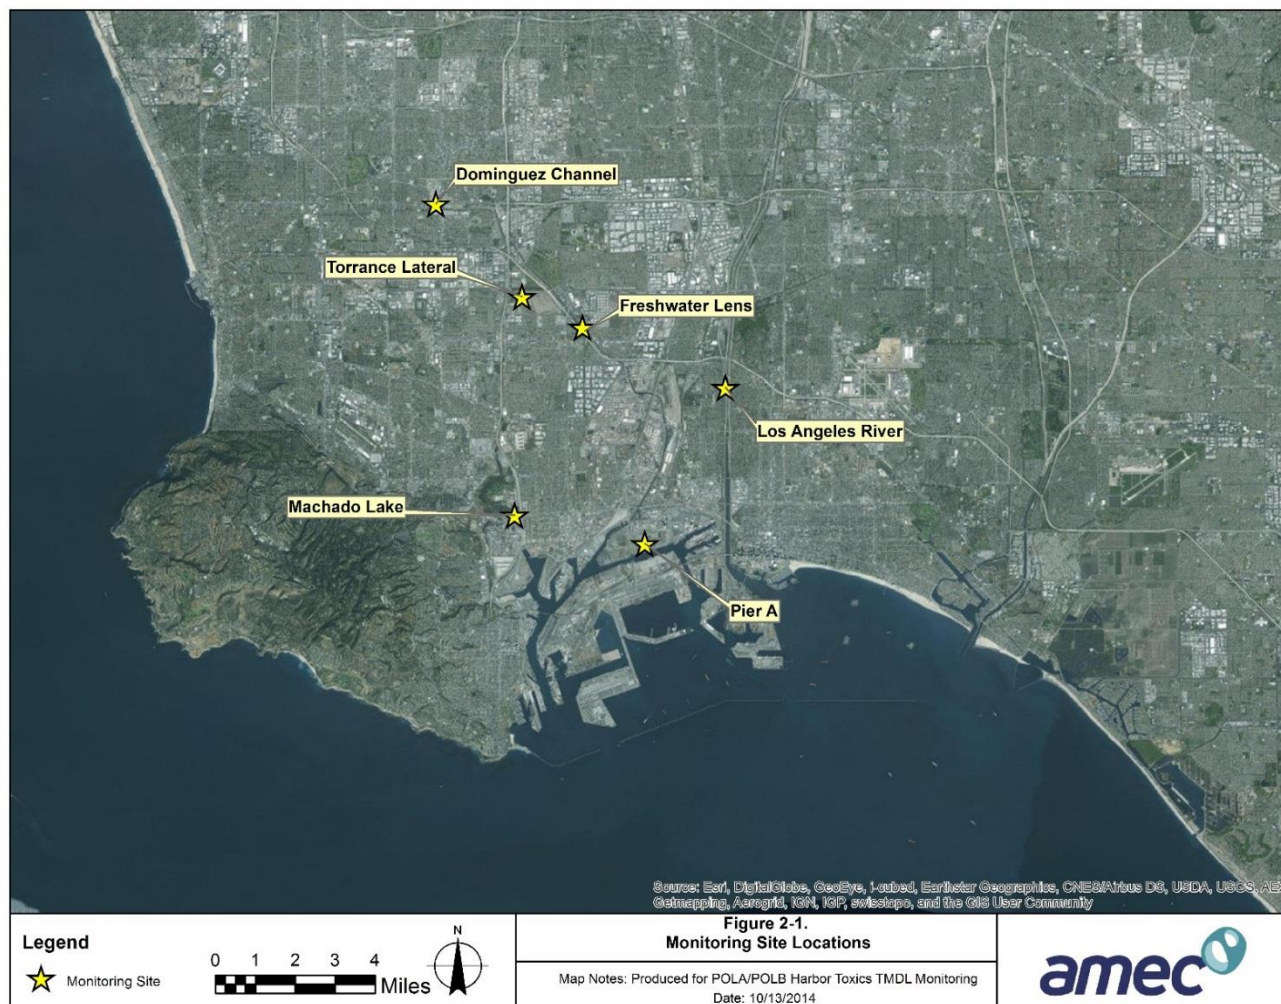 Dominguez Channel
Torrance Lateral
Freshwater Lens
Los Angeles River
Machado Lake
Pier A
Source: Esri, DigitalGlobe, GeoEye, i-cubed, Earthstar Geographics, CNES/Airbus DS, USDA, USGS, AEX,
Getmapping, Aerogrid, IGN, IGP, swisstopo, and the GIS User Community
Legend
Monitoring Site
0 1 2 3 4
Miles
N
Figure 2-1.
Monitoring Site Locations
Map Notes: Produced for POLA/POLB Harbor Toxics TMDL Monitoring
Date: 10/13/2014
amec